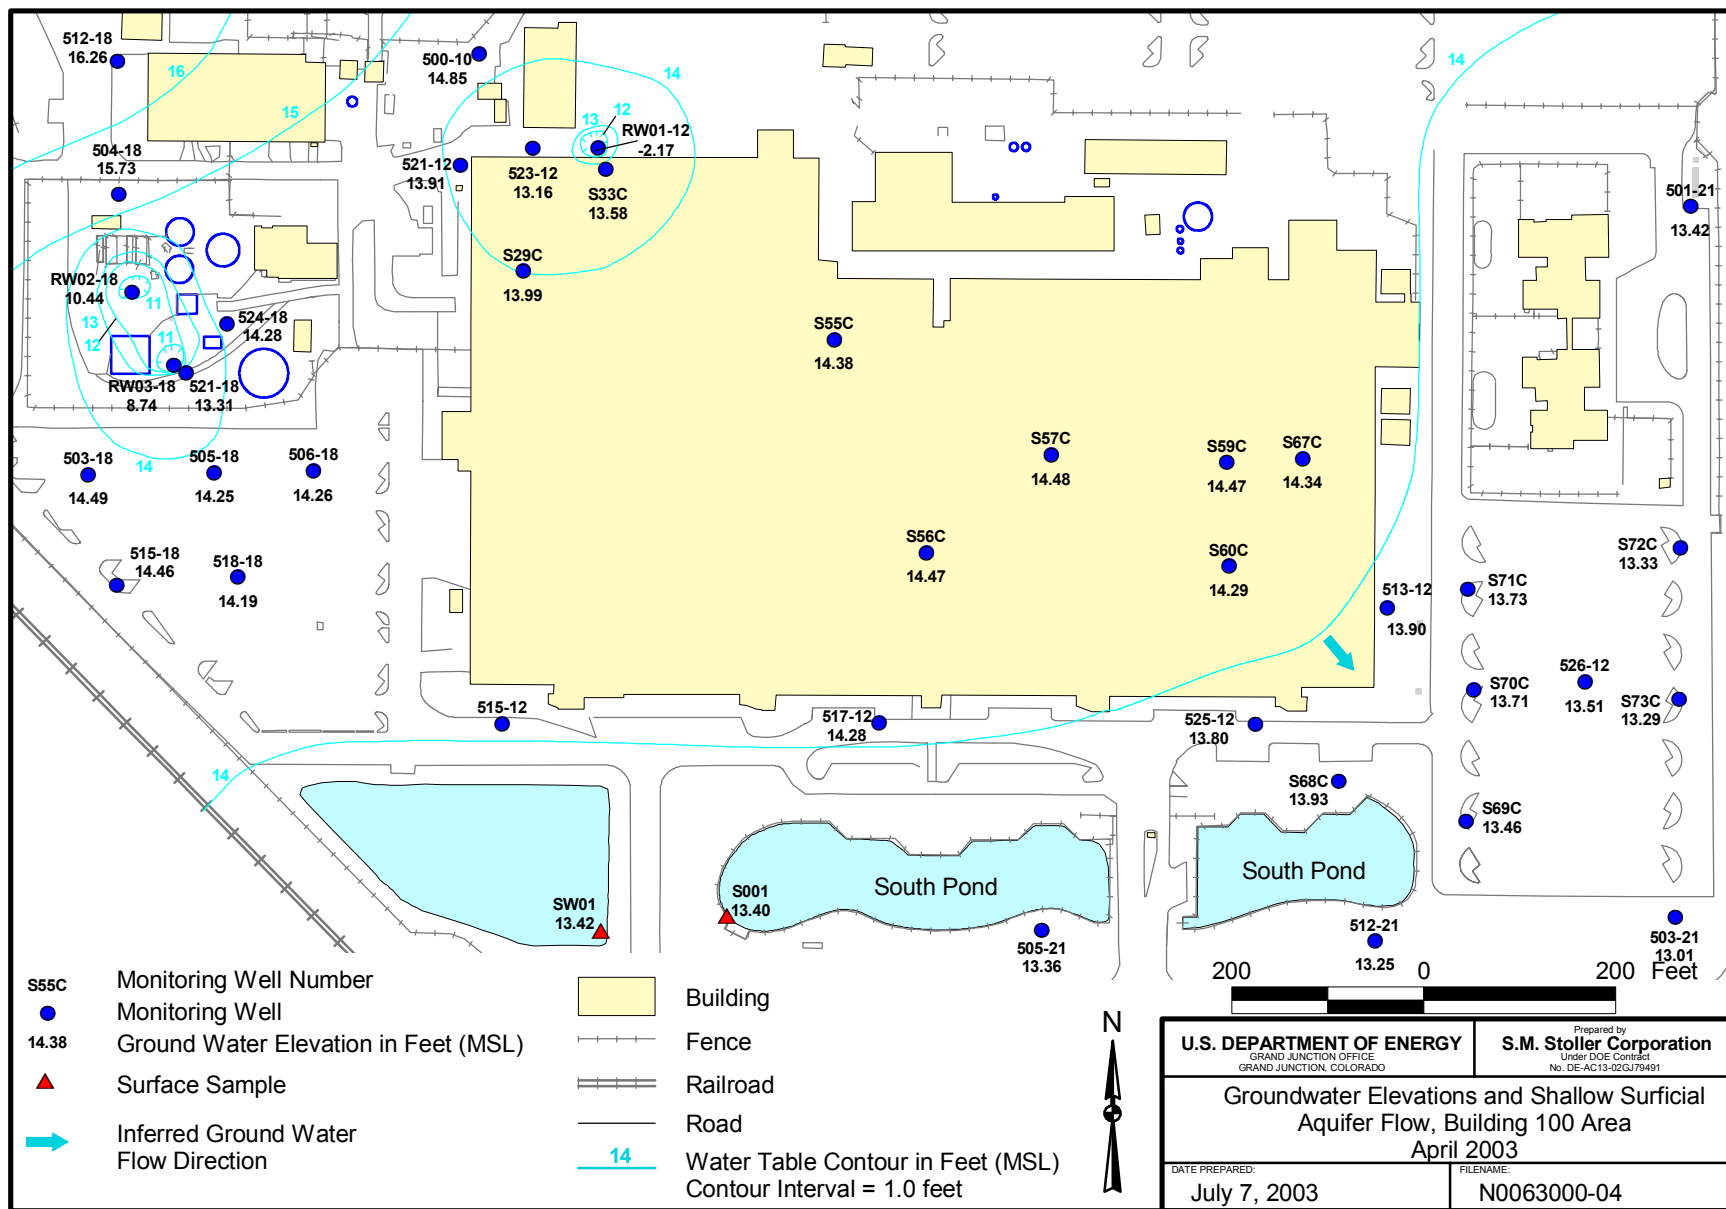 512-18
16.26
16
15
500-10
14.85
14
12
13
RW01-12
-2.17
504-18
15.73
521-12
13.91
523-12
13.16
S33C
13.58
501-21
13.42
14
S29C
13.99
RW02-18
10.44
11
13
12
11
524-18
14.28
RW03-18
8.74
521-18
13.31
S55C
14.38
14
503-18
14.49
505-18
14.25
506-18
14.26
S57C
14.48
S59C
14.47
S67C
14.34
515-18
14.46
518-18
14.19
S56C
14.47
S60C
14.29
S72C
13.33
S71C
13.73
513-12
13.90
526-12
13.51
S70C
13.71
S73C
13.29
515-12
517-12
14.28
525-12
13.80
14
S68C
13.93
S69C
13.46
SW01
13.42
S001
13.40
South Pond
South Pond
505-21
13.36
512-21
13.25
503-21
13.01
200 0 200 Feet
S55C Monitoring Well Number
Monitoring Well
14.38 Ground Water Elevation in Feet (MSL)
Surface Sample
Inferred Ground Water
Flow Direction
Building
Fence
Railroad
Road
14 Water Table Contour in Feet (MSL)
Contour Interval = 1.0 feet
N
U.S. DEPARTMENT OF ENERGY
GRAND JUNCTION OFFICE
GRAND JUNCTION, COLORADO
Prepared by
S.M. Stoller Corporation
Under DOE Contract
No. DE-AC13-02GJ79491
Groundwater Elevations and Shallow Surficial
Aquifer Flow, Building 100 Area
April 2003
DATE PREPARED:
July 7, 2003
FILENAME:
N0063000-04